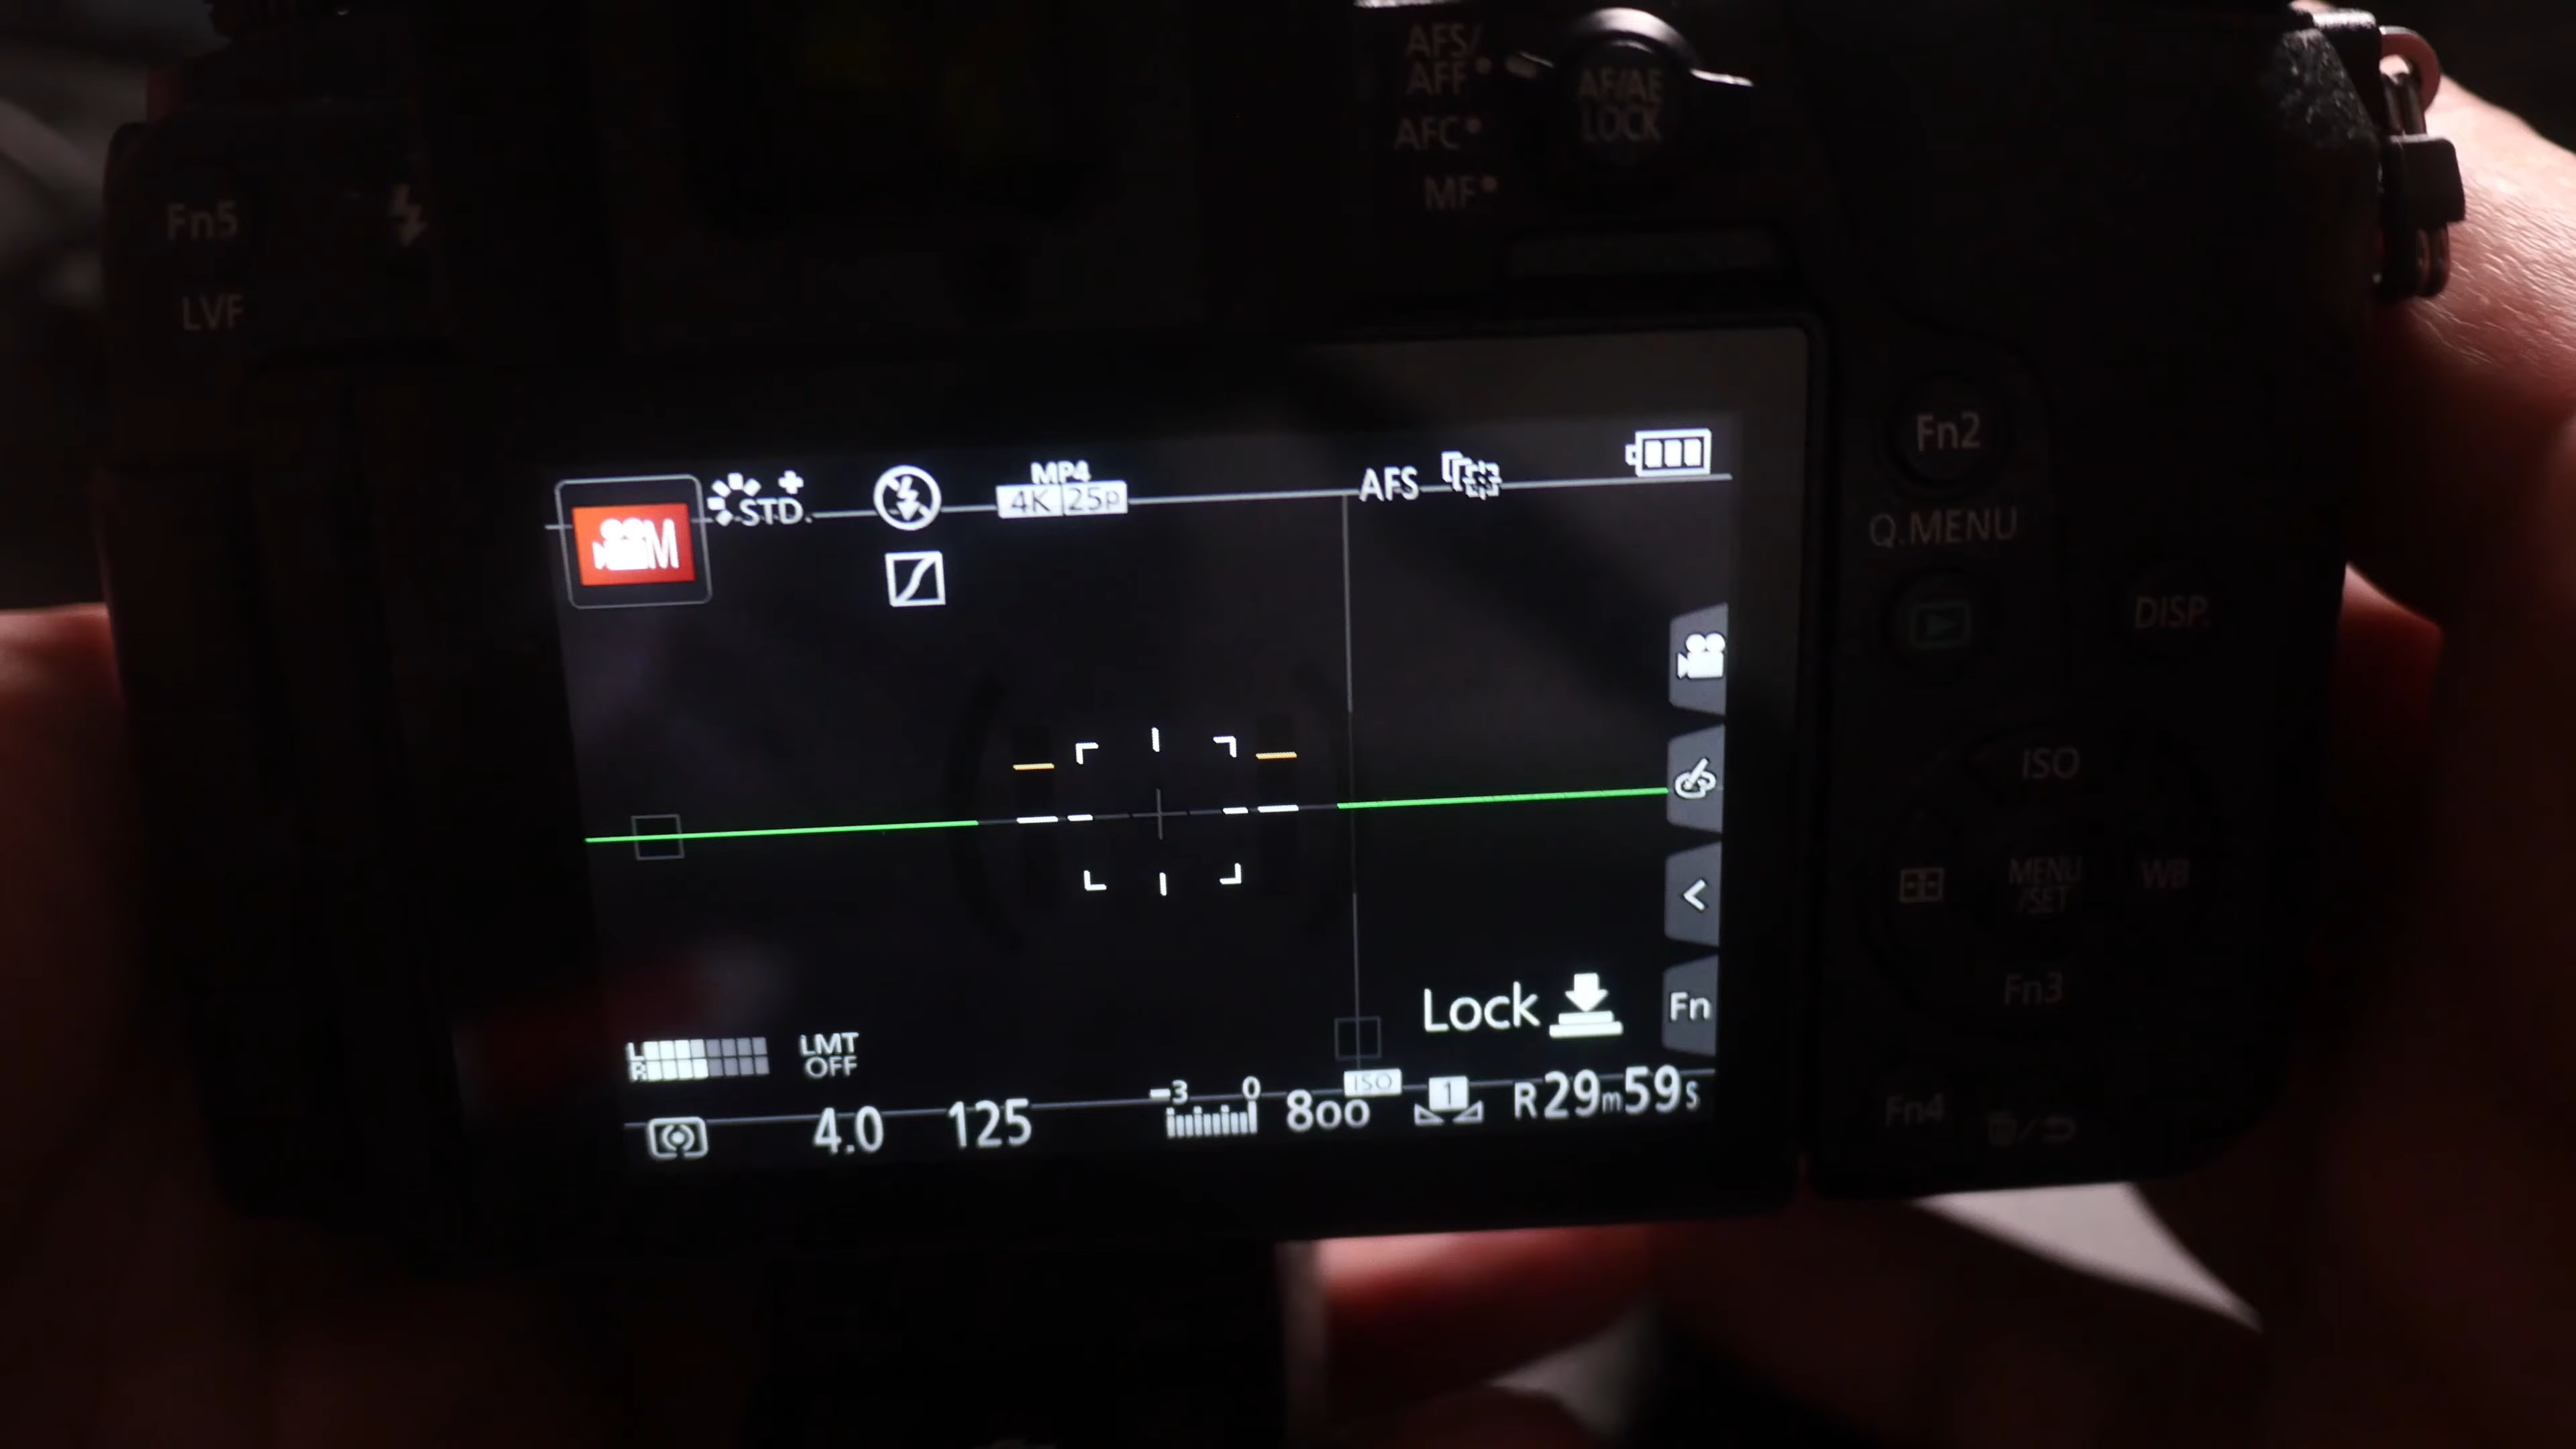 AFS/
AFF
AF/AE
LOCK
AFC
MF
Fn5
LVF
Fn2
Q.MENU
DISP.
M
STD.
MP4
4K 25p
AFS
ISO
MENU
/SET
WB
Fn3
Fn4
Lock
Fn
L
R
LMT
OFF
4.0
125
-3 0
800
ISO
1
R29m59s